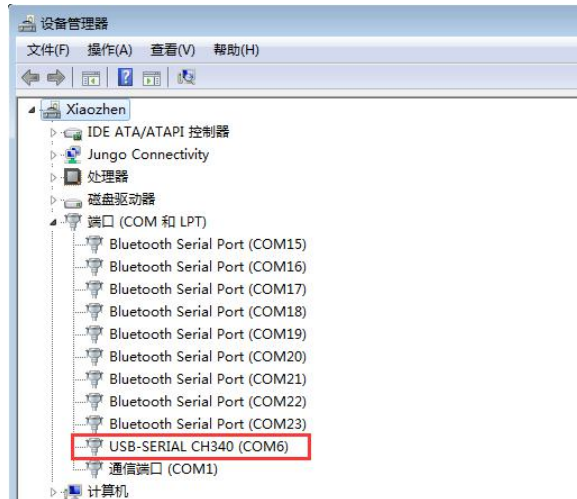 设备管理器
文件(F) 操作(A) 查看(V) 帮助(H)
Xiaozhen
IDE ATA/ATAPI 控制器
Jungo Connectivity
处理器
磁盘驱动器
端口 (COM 和 LPT)
Bluetooth Serial Port (COM15)
Bluetooth Serial Port (COM16)
Bluetooth Serial Port (COM17)
Bluetooth Serial Port (COM18)
Bluetooth Serial Port (COM19)
Bluetooth Serial Port (COM20)
Bluetooth Serial Port (COM21)
Bluetooth Serial Port (COM22)
Bluetooth Serial Port (COM23)
USB-SERIAL CH340 (COM6)
通信端口 (COM1)
计算机